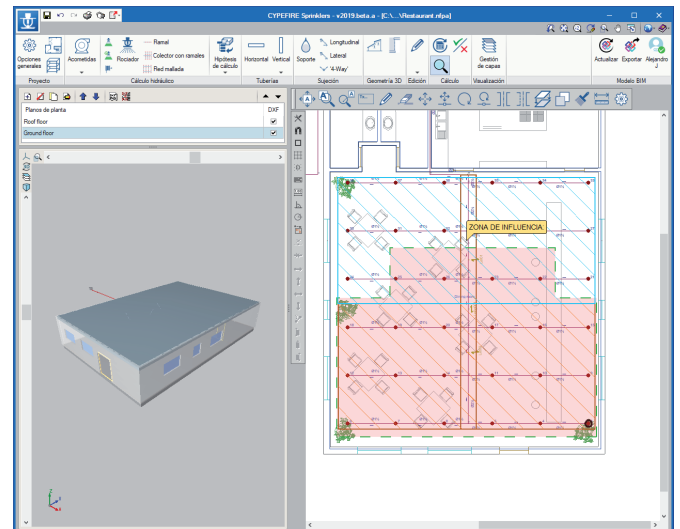 CYPEFIRE Sprinklers - v2019.beta.a - [C:\...\Restaurant.nfpa]
Opciones generales
Acometidas
Rociador
Ramal
Colector con ramales
Red mallada
Hipótesis de cálculo
Horizontal
Vertical
Soporte
Longitudinal
Lateral
'4-Way'
Gestión de capas
Actualizar
Exportar
Alejandro J
Proyecto
Cálculo hidráulico
Tuberías
Sujeción
Geometría 3D
Edición
Cálculo
Visualización
Modelo BIM
Planos de planta
DXF
Roof floor
Ground floor
ZONA DE INFLUENCIA: